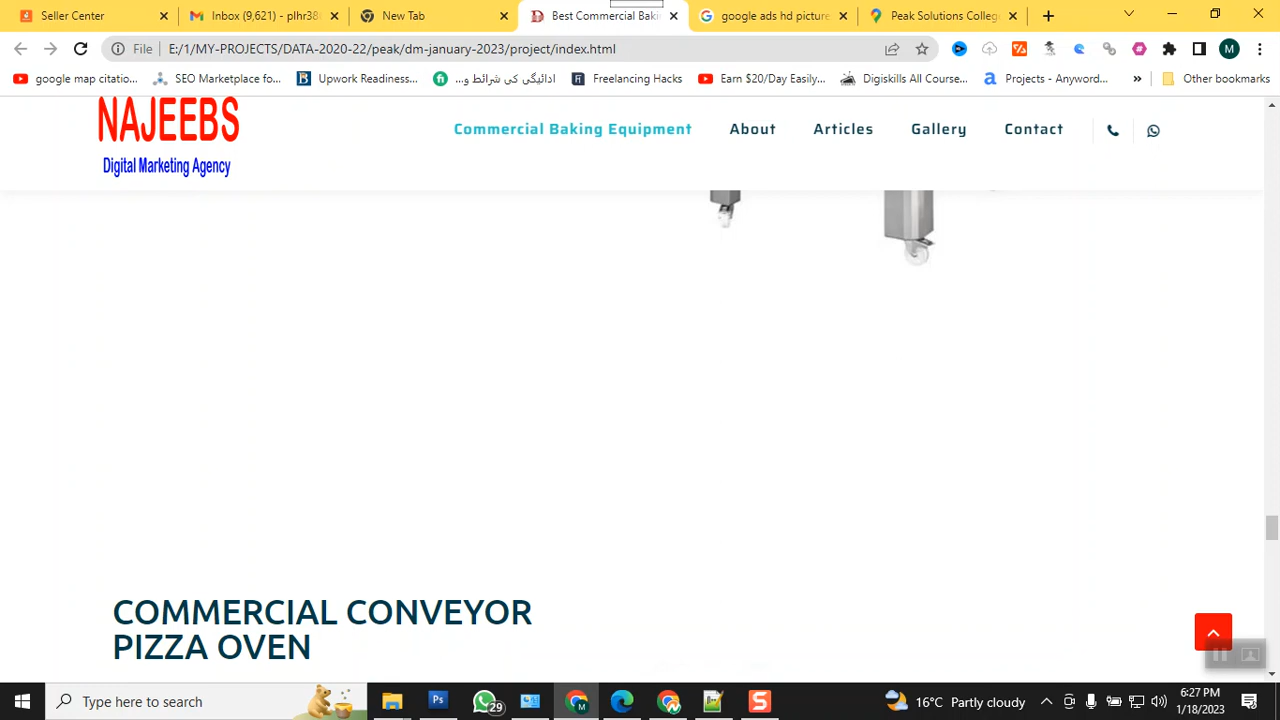 Seller Center
Inbox (9,621) - plhr38
New Tab
Best Commercial Baki
google ads hd picture
Peak Solutions Colleg
File
E:/1/MY-PROJECTS/DATA-2020-22/peak/dm-january-2023/project/index.html
M
google map citatio...
SEO Marketplace fo...
Upwork Readiness...
ادائیگی کی شرائط و...
Freelancing Hacks
Earn $20/Day Easily...
Digiskills All Course...
Projects - Anyword...
»
Other bookmarks
NAJEEBS
Digital Marketing Agency
Commercial Baking Equipment
About
Articles
Gallery
Contact
COMMERCIAL CONVEYOR
PIZZA OVEN
Type here to search
Ps
29
16°C Partly cloudy
6:27 PM
1/18/2023